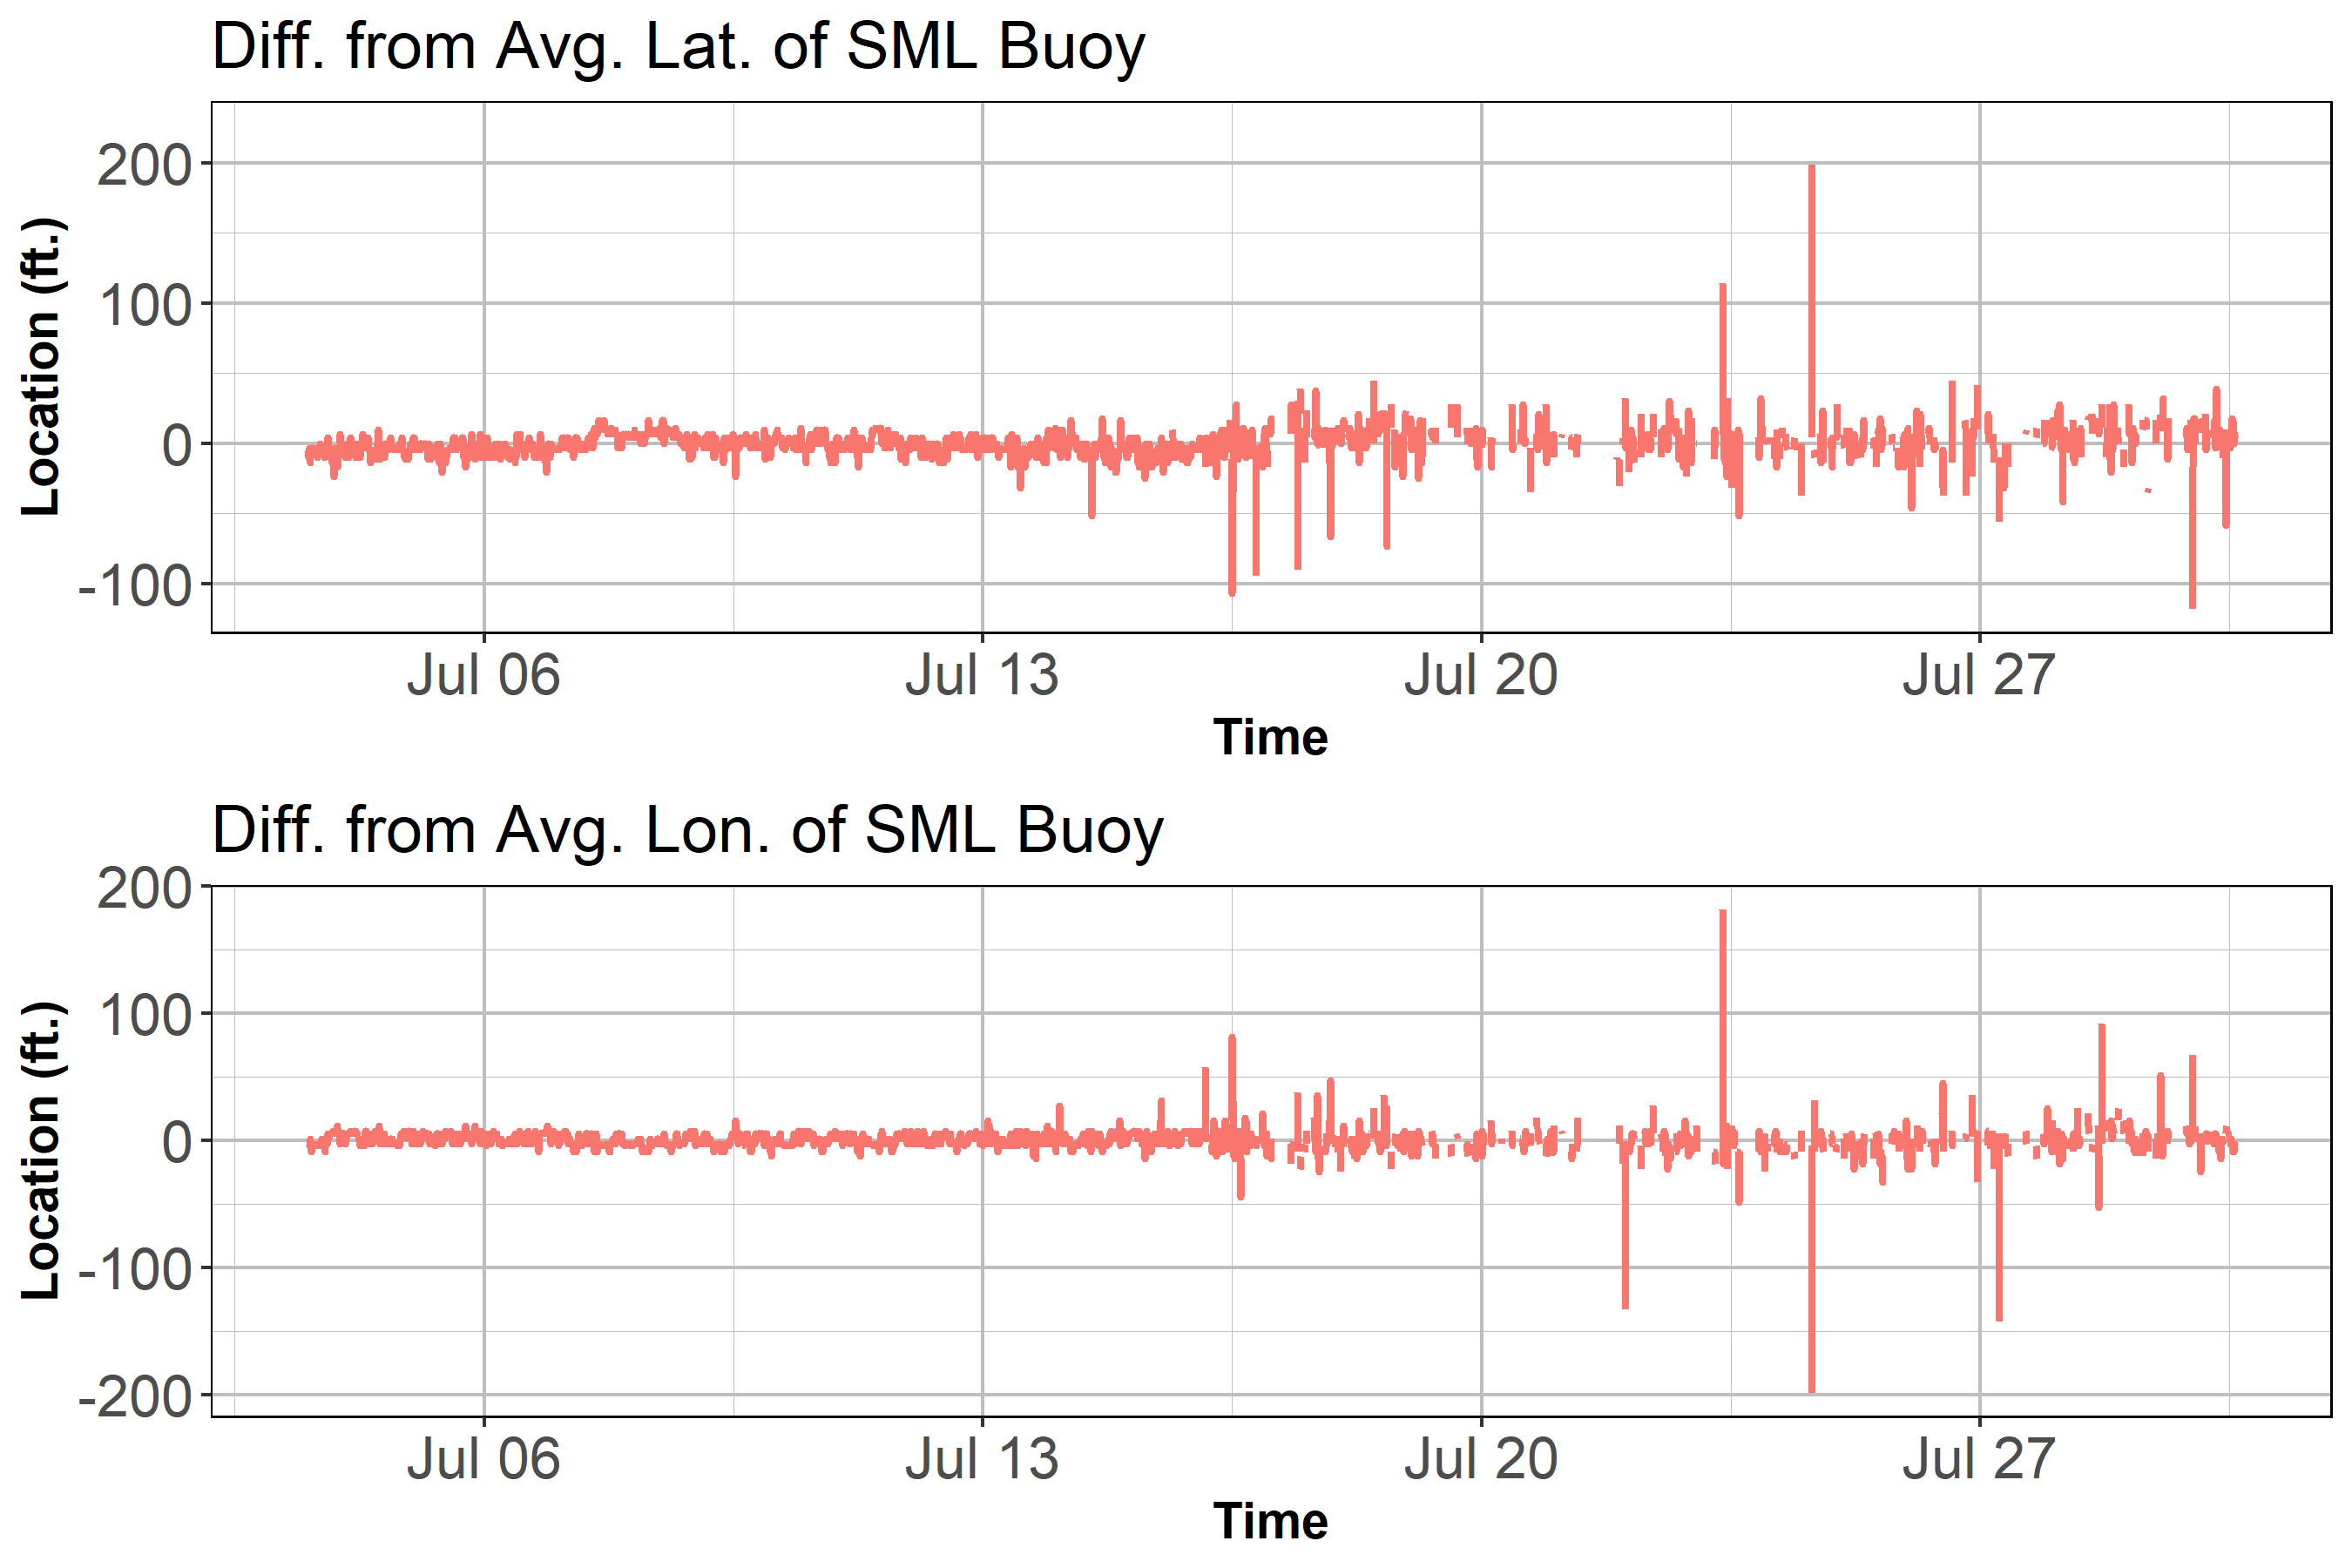 Diff. from Avg. Lat. of SML Buoy
Location (ft.)
200
100
0
-100
Jul 06 Jul 13 Jul 20 Jul 27
Time
Diff. from Avg. Lon. of SML Buoy
Location (ft.)
200
100
0
-100
-200
Jul 06 Jul 13 Jul 20 Jul 27
Time